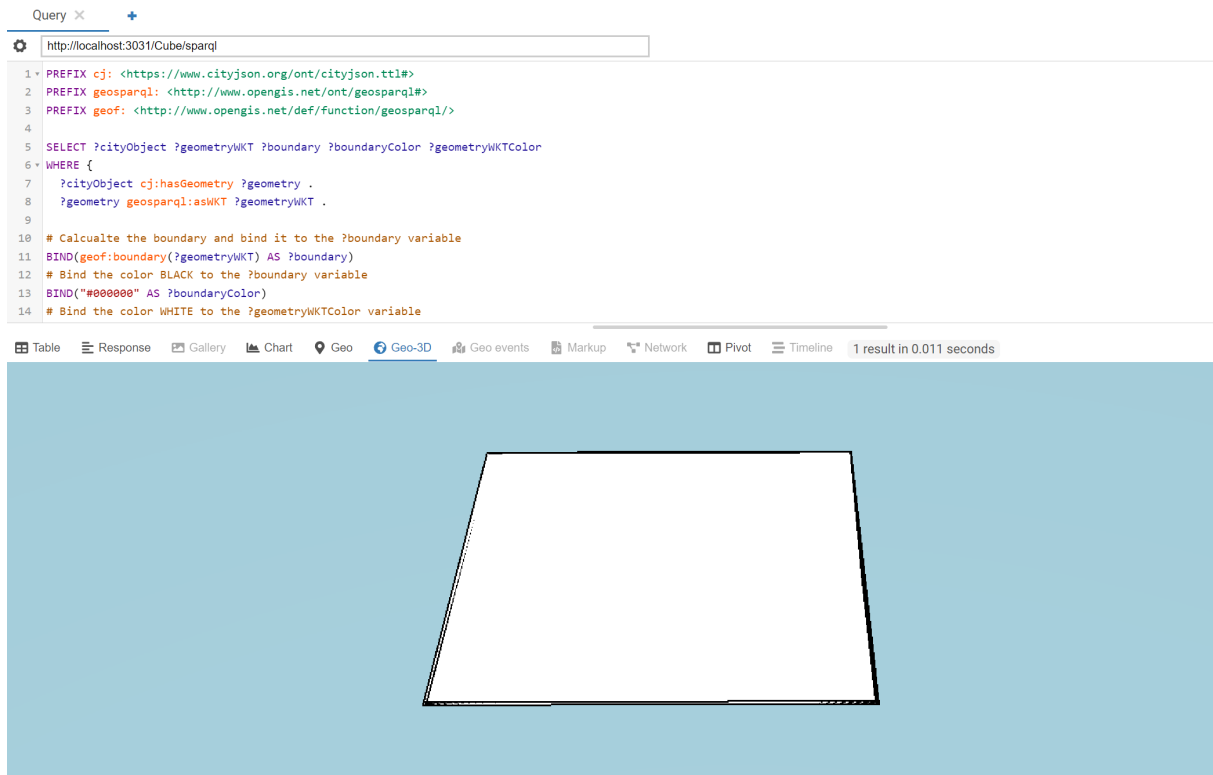 Query ×   +
http://localhost:3031/Cube/sparql
1 PREFIX cj: <https://www.cityjson.org/ont/cityjson.ttl#>
2 PREFIX geosparql: <http://www.opengis.net/ont/geosparql#>
3 PREFIX geof: <http://www.opengis.net/def/function/geosparql/>
4
5 SELECT ?cityObject ?geometryWKT ?boundary ?boundaryColor ?geometryWKTColor
6 WHERE {
7   ?cityObject cj:hasGeometry ?geometry .
8   ?geometry geosparql:asWKT ?geometryWKT .
9
10 # Calcualte the boundary and bind it to the ?boundary variable
11 BIND(geof:boundary(?geometryWKT) AS ?boundary)
12 # Bind the color BLACK to the ?boundary variable
13 BIND("#000000" AS ?boundaryColor)
14 # Bind the color WHITE to the ?geometryWKTColor variable
Table Response Gallery Chart Geo Geo-3D Geo events Markup Network Pivot Timeline 1 result in 0.011 seconds